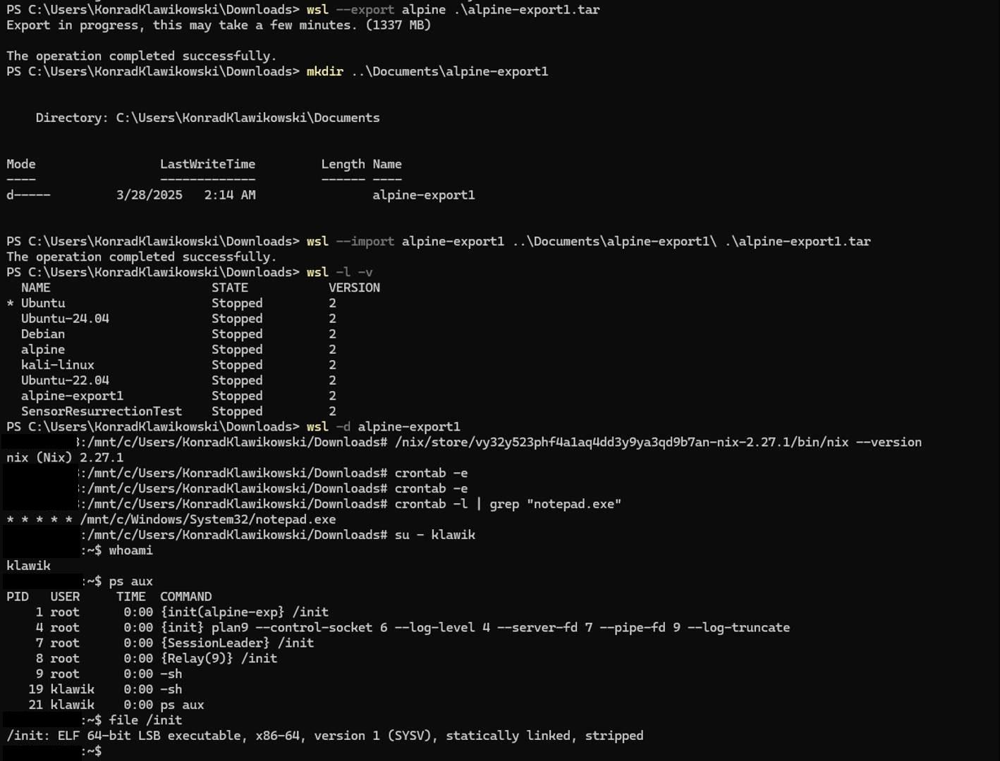 PS C:\Users\KonradKlawikowski\Downloads> wsl --export alpine .\alpine-export1.tar
Export in progress, this may take a few minutes. (1337 MB)
The operation completed successfully.
PS C:\Users\KonradKlawikowski\Downloads> mkdir ..\Documents\alpine-export1
Directory: C:\Users\KonradKlawikowski\Documents
Mode LastWriteTime Length Name
---- ------------- ------ ----
d----- 3/28/2025 2:14 AM alpine-export1
PS C:\Users\KonradKlawikowski\Downloads> wsl --import alpine-export1 ..\Documents\alpine-export1\ .\alpine-export1.tar
The operation completed successfully.
PS C:\Users\KonradKlawikowski\Downloads> wsl -l -v
NAME STATE VERSION
* Ubuntu Stopped 2
Ubuntu-24.04 Stopped 2
Debian Stopped 2
alpine Stopped 2
kali-linux Stopped 2
Ubuntu-22.04 Stopped 2
alpine-export1 Stopped 2
SensorResurrectionTest Stopped 2
PS C:\Users\KonradKlawikowski\Downloads> wsl -d alpine-export1
:/mnt/c/Users/KonradKlawikowski/Downloads# /nix/store/vy32y523phf4a1aq4dd3y9ya3qd9b7an-nix-2.27.1/bin/nix --version
nix (Nix) 2.27.1
:/mnt/c/Users/KonradKlawikowski/Downloads# crontab -e
:/mnt/c/Users/KonradKlawikowski/Downloads# crontab -e
:/mnt/c/Users/KonradKlawikowski/Downloads# crontab -l | grep "notepad.exe"
* * * * * /mnt/c/Windows/System32/notepad.exe
:/mnt/c/Users/KonradKlawikowski/Downloads# su - klawik
:~$ whoami
klawik
:~$ ps aux
PID USER TIME COMMAND
1 root 0:00 {init(alpine-exp} /init
4 root 0:00 {init} plan9 --control-socket 6 --log-level 4 --server-fd 7 --pipe-fd 9 --log-truncate
7 root 0:00 {SessionLeader} /init
8 root 0:00 {Relay(9)} /init
9 root 0:00 -sh
19 klawik 0:00 -sh
21 klawik 0:00 ps aux
:~$ file /init
/init: ELF 64-bit LSB executable, x86-64, version 1 (SYSV), statically linked, stripped
:~$